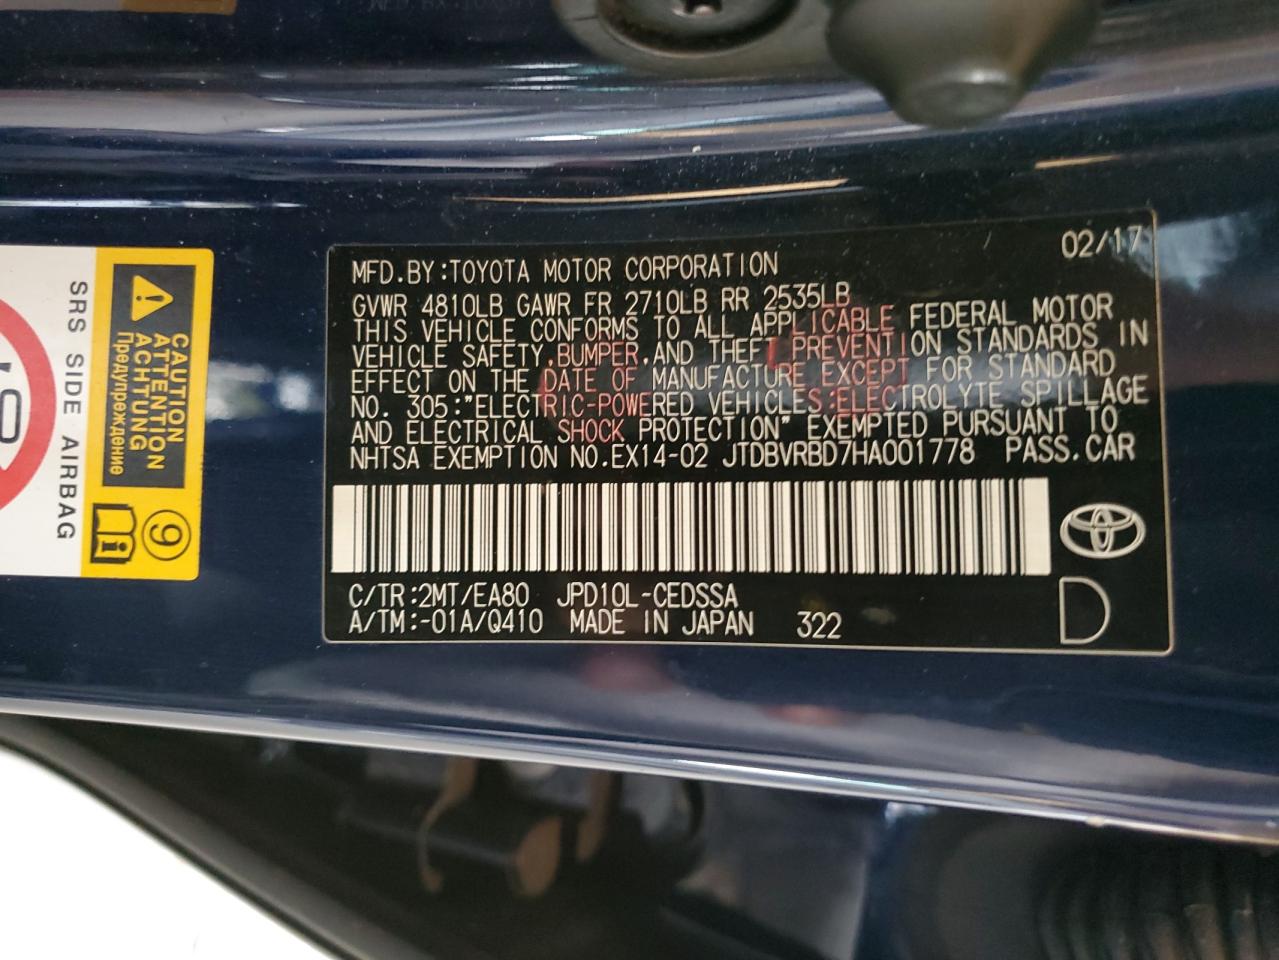 02/17
MFD.BY:TOYOTA MOTOR CORPORATION
GVWR 4810LB GAWR FR 2710LB RR 2535LB
THIS VEHICLE CONFORMS TO ALL APPLICABLE FEDERAL MOTOR
VEHICLE SAFETY,BUMPER,AND THEFT PREVENTION STANDARDS IN
EFFECT ON THE DATE OF MANUFACTURE EXCEPT FOR STANDARD
NO. 305:"ELECTRIC-POWERED VEHICLES:ELECTROLYTE SPILLAGE
AND ELECTRICAL SHOCK PROTECTION" EXEMPTED PURSUANT TO
NHTSA EXEMPTION NO.EX14-02 JTDBVRBD7HA001778 PASS.CAR
C/TR:2MT/EA80 JPD10L-CEDSSA
A/TM:-01A/Q410 MADE IN JAPAN 322
D
CAUTION
ATTENTION
ACHTUNG
Предупреждение
9
SRS SIDE AIRBAG